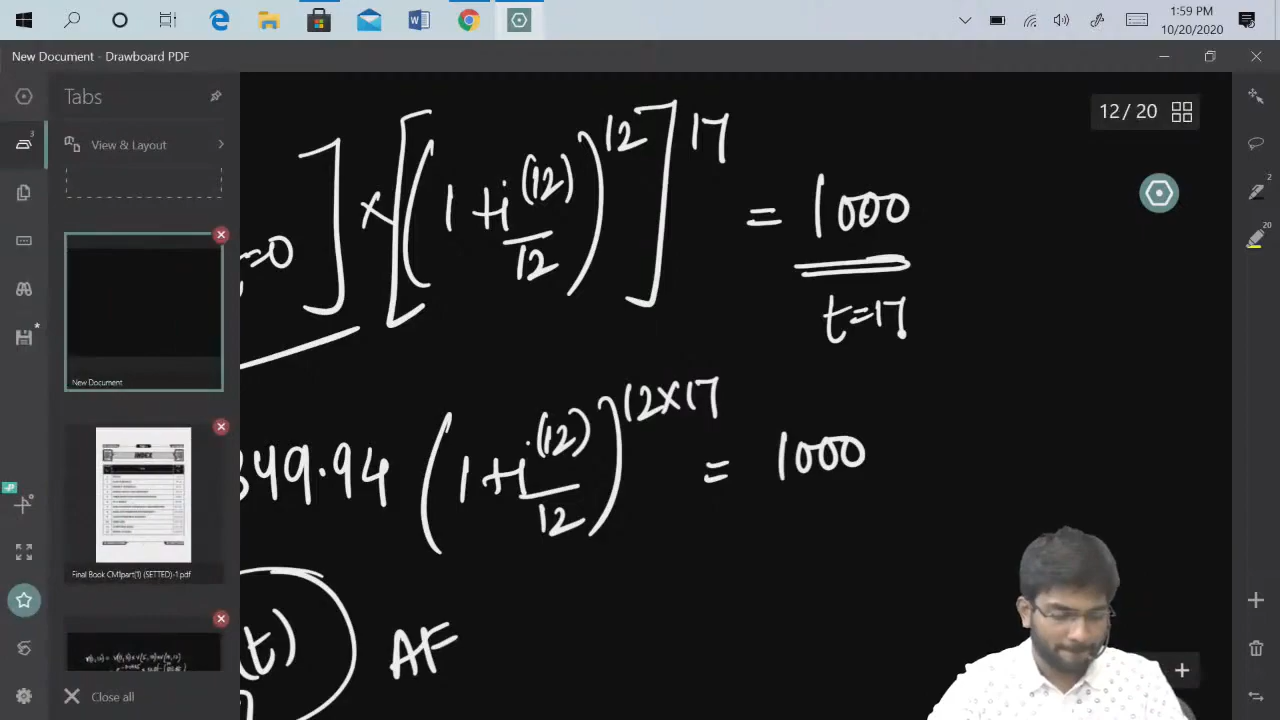 1:59 PM
10/20/2020
New Document - Drawboard PDF
Tabs
View & Layout
New Document
Final Book CM1part(1) (SETTED)-1.pdf
Close all
12 / 20
=0 ] × [ ( 1 + i^(12) / 12 )^12 ]^17 = 1000
t=17
349.94 ( 1 + i^(12) / 12 )^12×17 = 1000
(t) AF